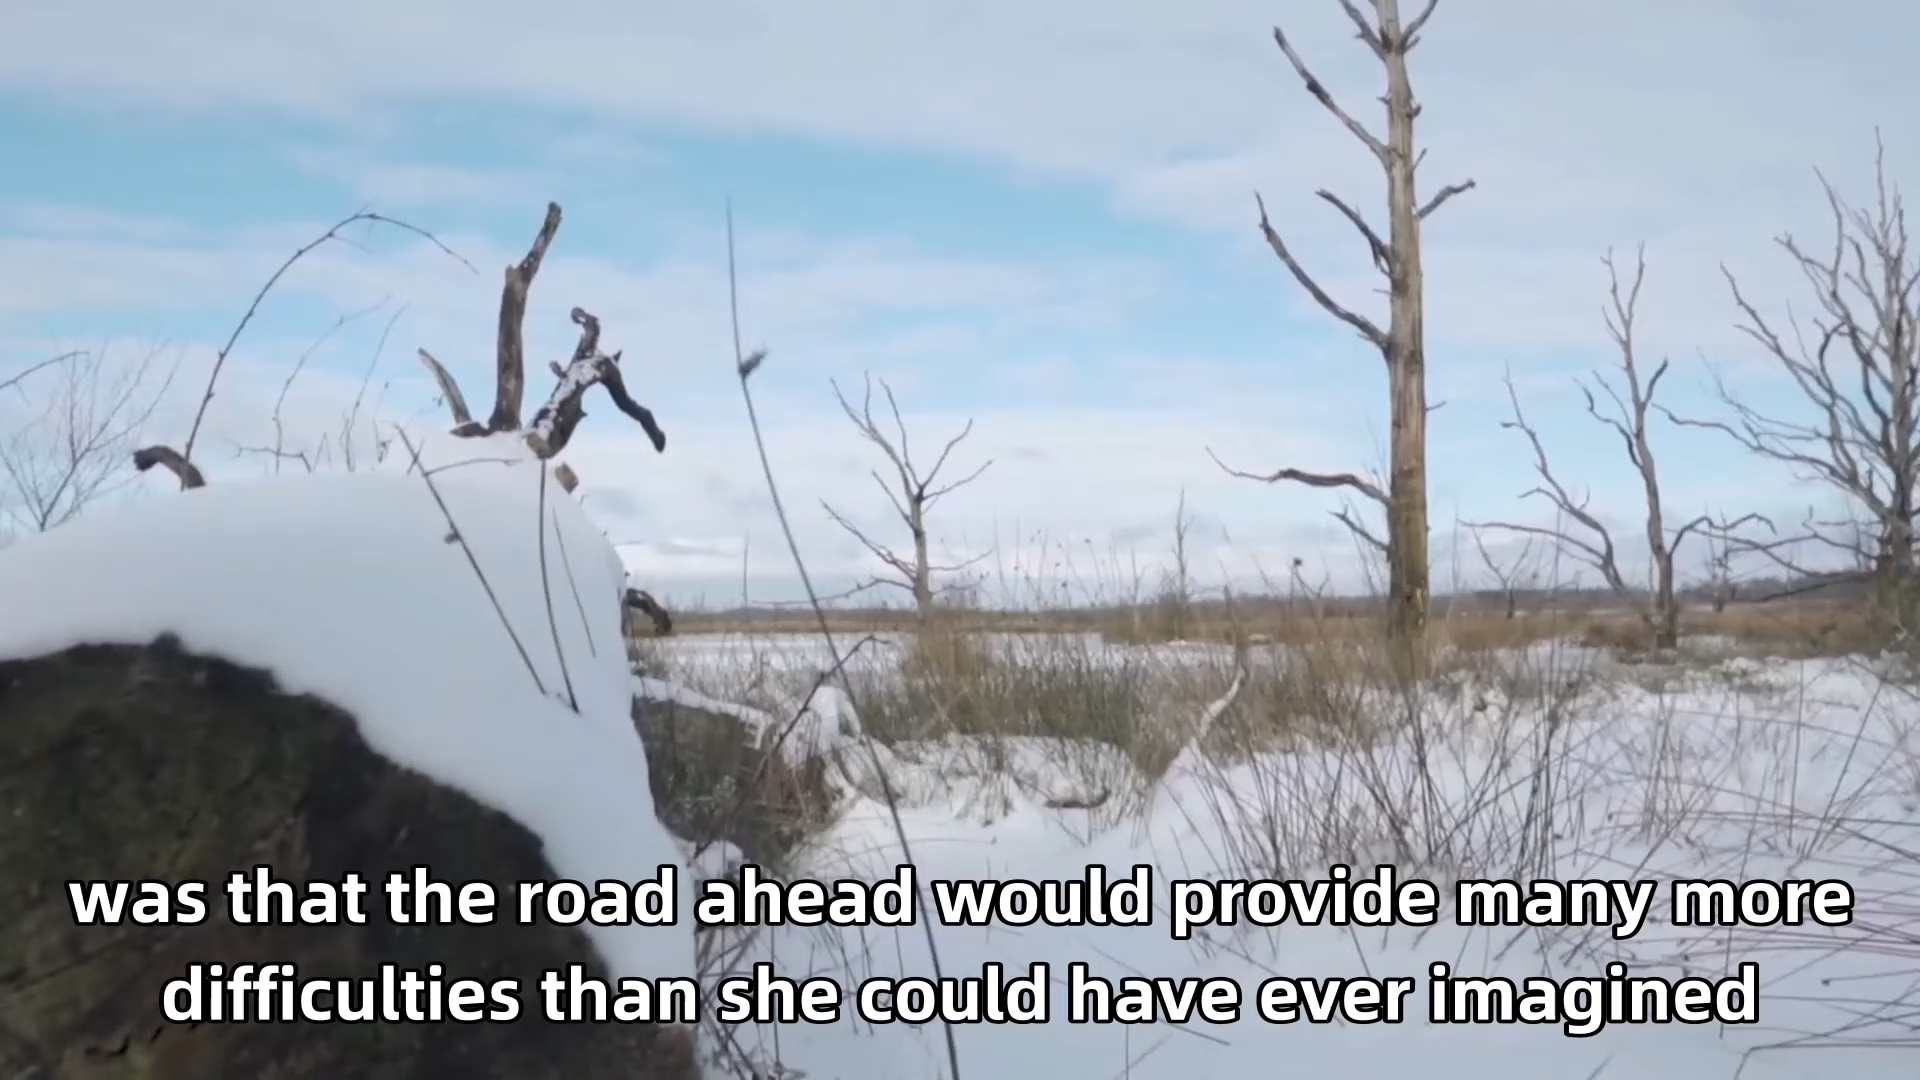 was that the road ahead would provide many more
difficulties than she could have ever imagined